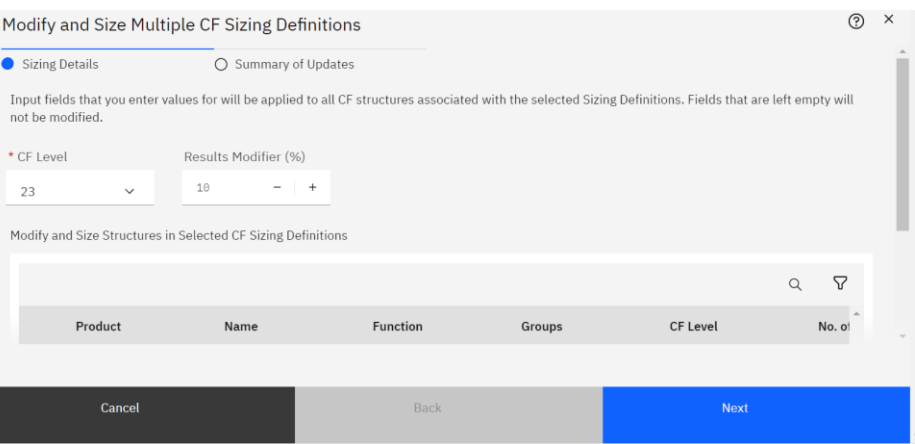 Modify and Size Multiple CF Sizing Definitions
Sizing Details
Summary of Updates
Input fields that you enter values for will be applied to all CF structures associated with the selected Sizing Definitions. Fields that are left empty will
not be modified.
* CF Level
Results Modifier (%)
23
10
Modify and Size Structures in Selected CF Sizing Definitions
Product Name Function Groups CF Level No. of
Cancel Back Next